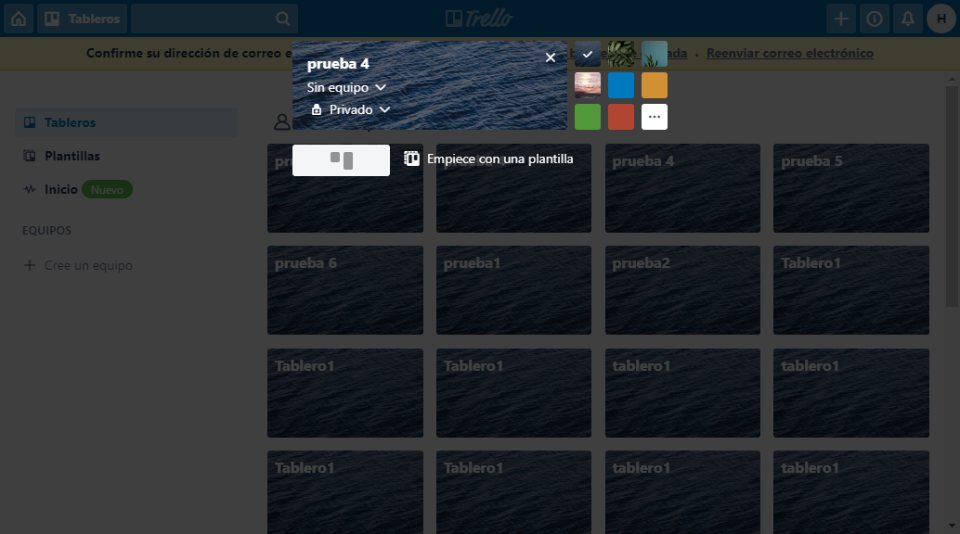 Tableros
Trello
H
Confirme su dirección de correo e
Reenviar correo electrónico
prueba 4
Sin equipo
Privado
Empiece con una plantilla
Tableros
Plantillas
Inicio Nuevo
EQUIPOS
Cree un equipo
prueba 4
prueba 5
prueba 6
prueba1
prueba2
Tablero1
Tablero1
Tablero1
tablero1
tablero1
Tablero1
Tablero1
tablero1
tablero1